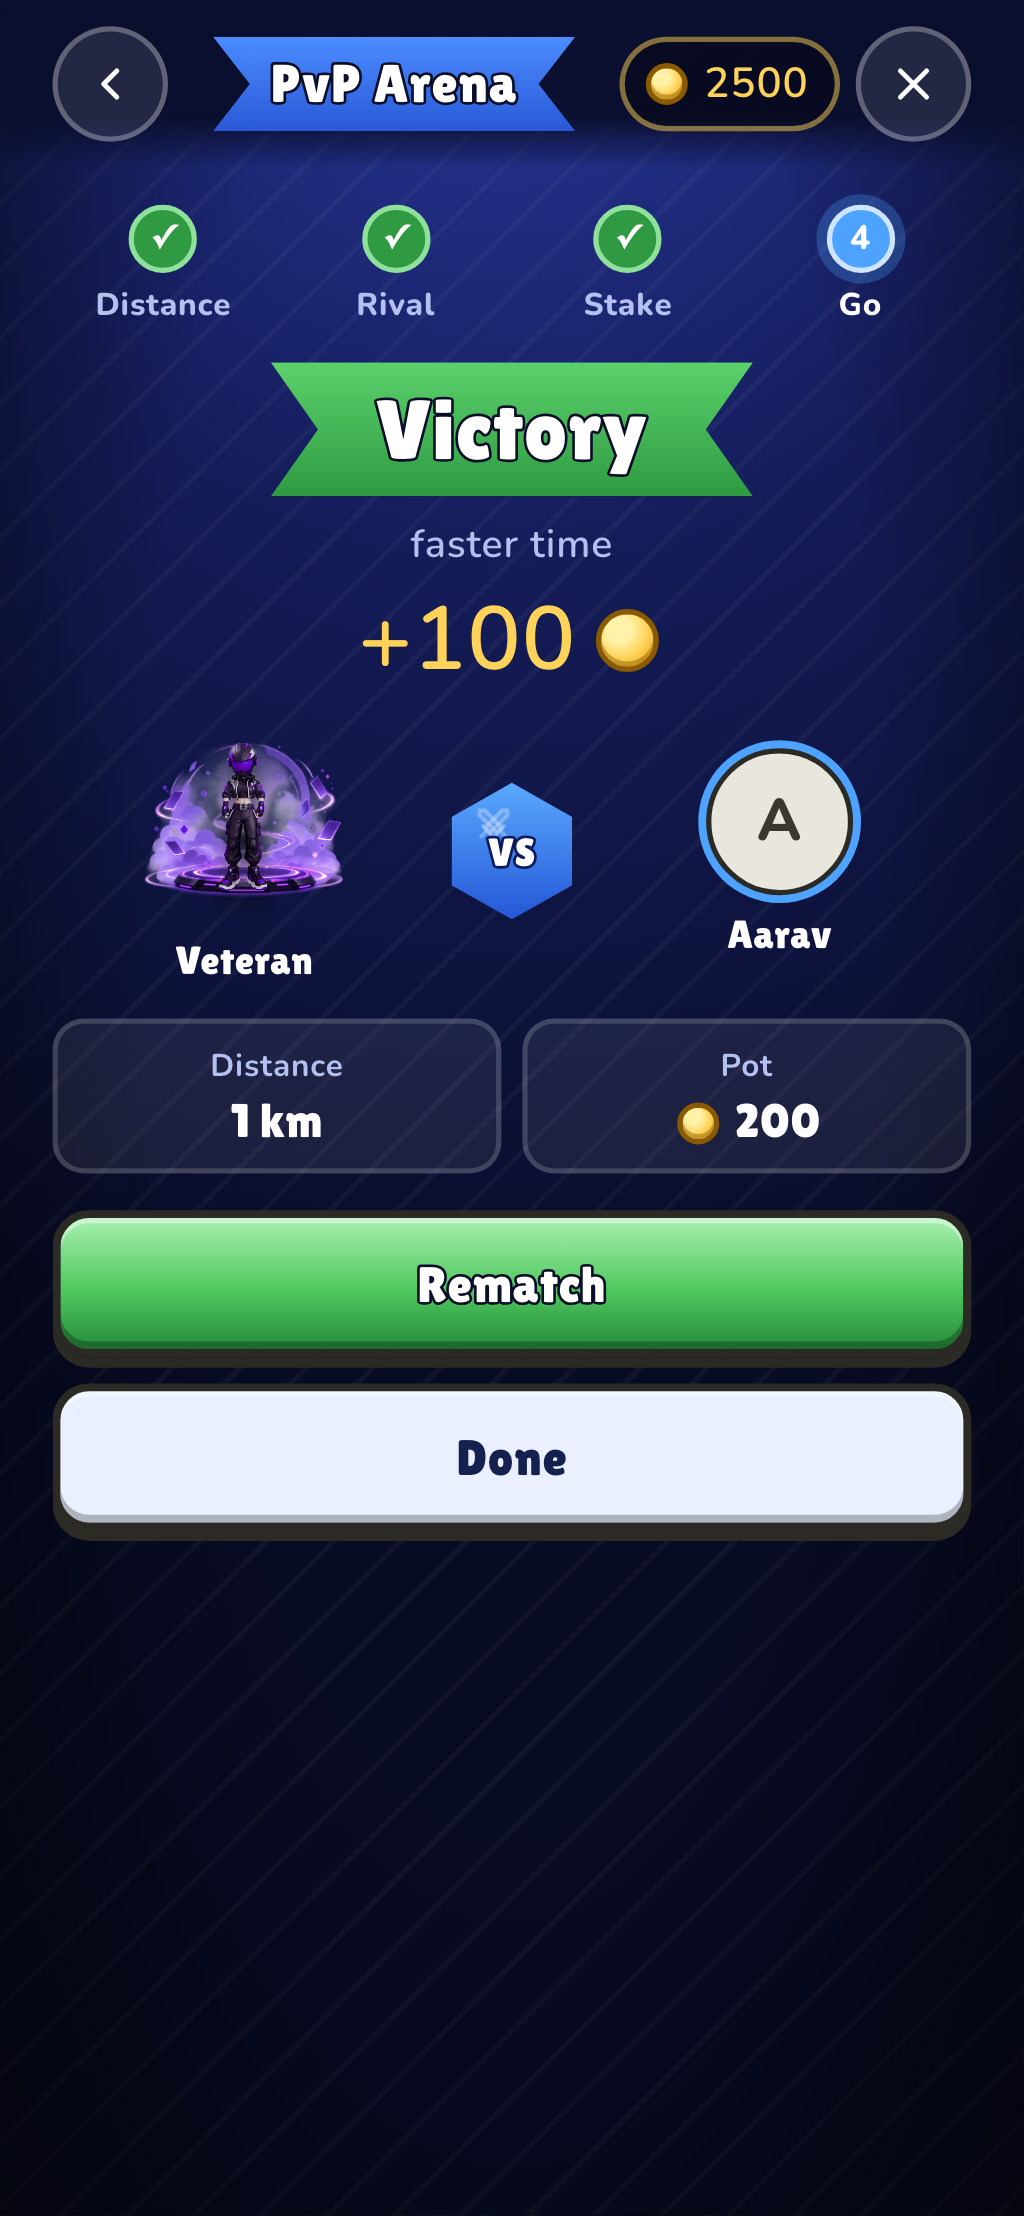 PvP Arena
2500
Distance
Rival
Stake
4
Go
Victory
faster time
+100
VS
A
Veteran
Aarav
Distance
1 km
Pot
200
Rematch
Done